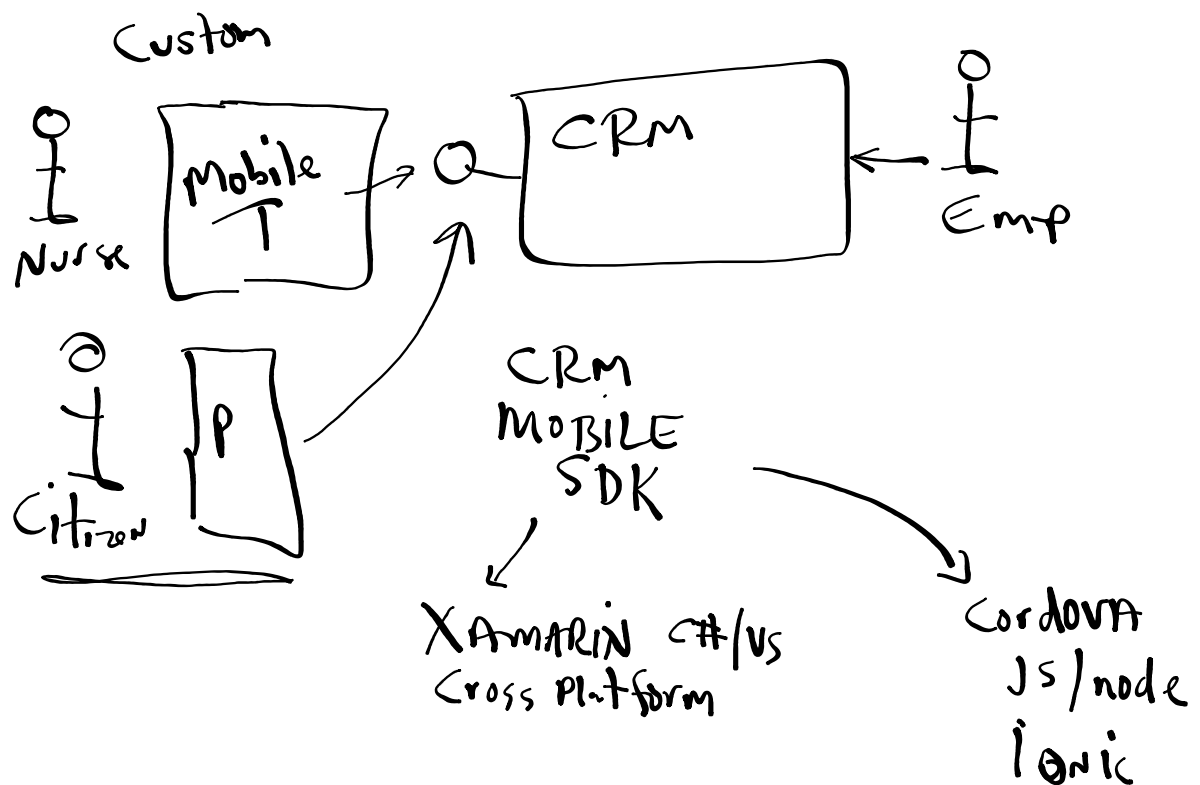 Custom
Mobile
T
CRM
Nurse
Emp
P
Citizen
CRM
MOBILE
SDK
XAMARIN C#/VS
Cross Platform
Cordova
JS/node
ionic